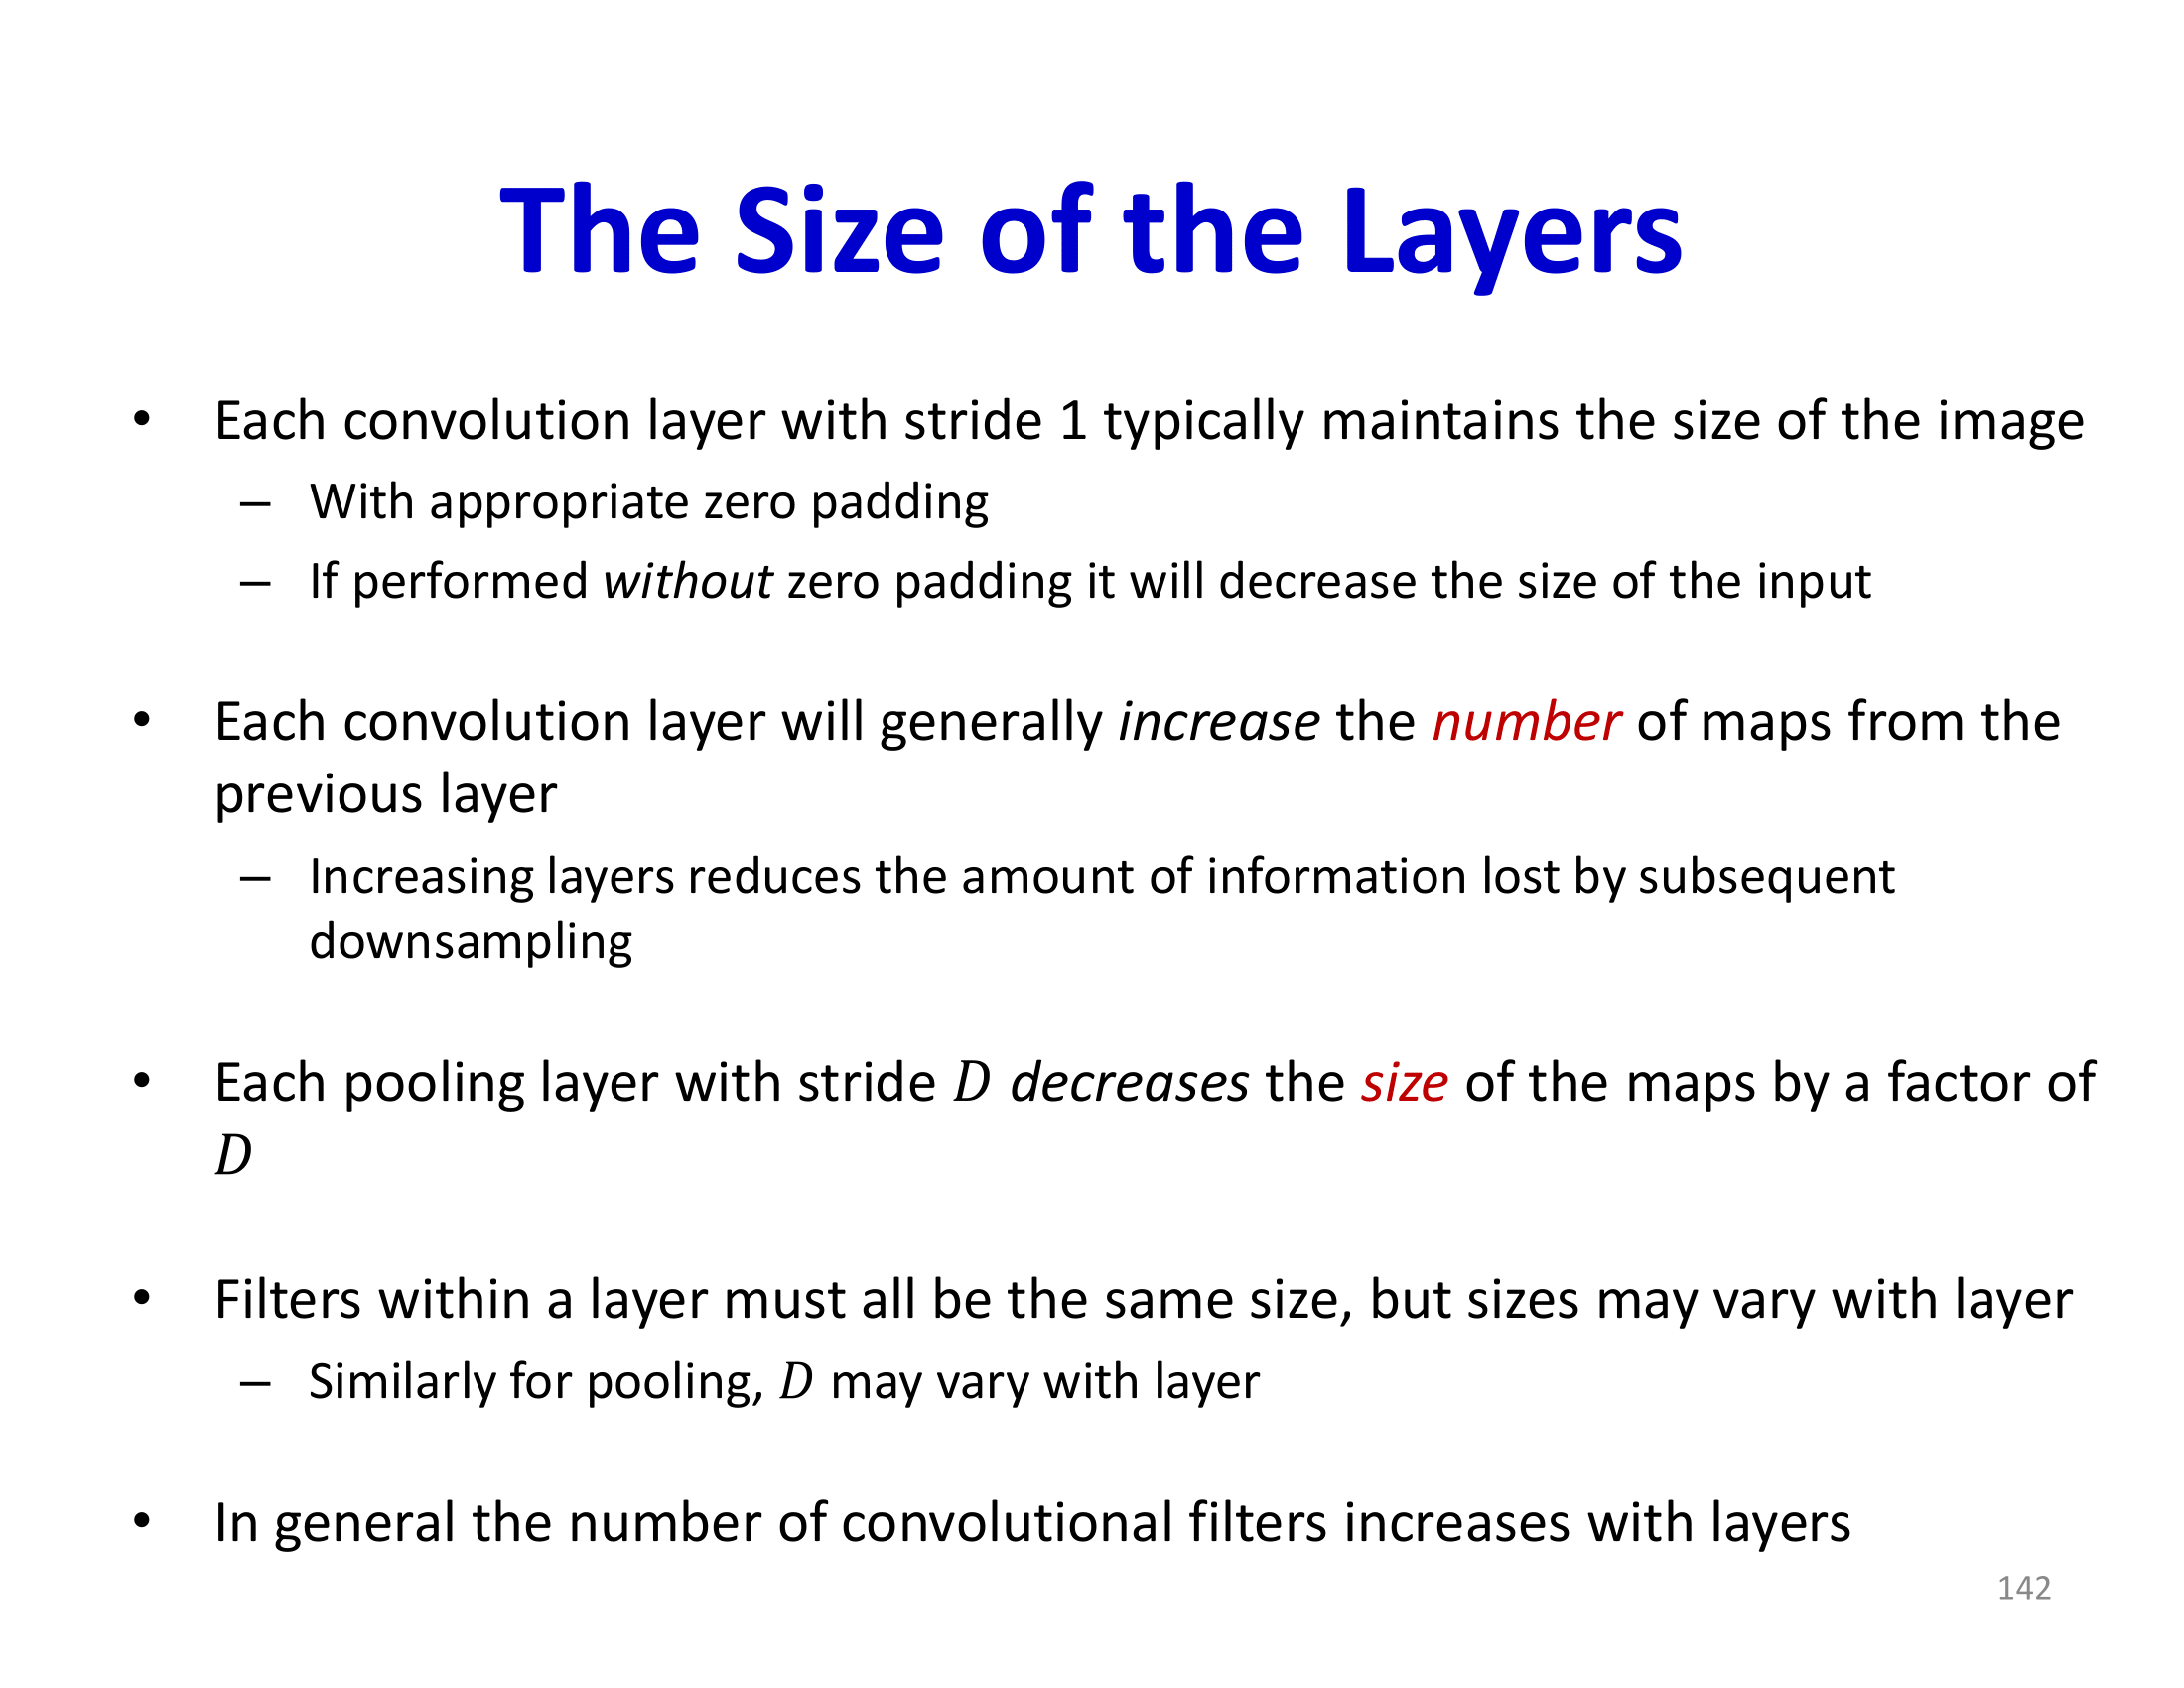 The Size of the Layers
• Each convolution layer with stride 1 typically maintains the size of the image
– With appropriate zero padding
– If performed without zero padding it will decrease the size of the input
• Each convolution layer will generally increase the number of maps from the
previous layer
– Increasing layers reduces the amount of information lost by subsequent
downsampling
• Each pooling layer with stride D decreases the size of the maps by a factor of
D
• Filters within a layer must all be the same size, but sizes may vary with layer
– Similarly for pooling, D may vary with layer
• In general the number of convolutional filters increases with layers
142